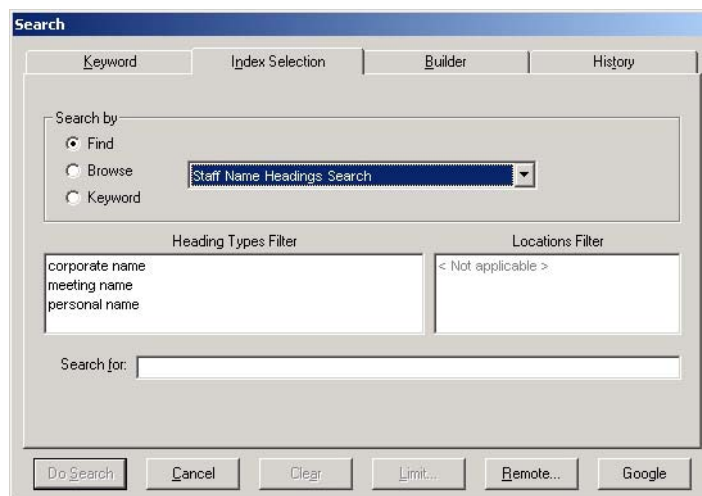 Search
Keyword Index Selection Builder History
Search by
Find
Browse
Staff Name Headings Search
Keyword
Heading Types Filter Locations Filter
corporate name < Not applicable >
meeting name
personal name
Search for:
Do Search Cancel Clear Limit... Remote... Google